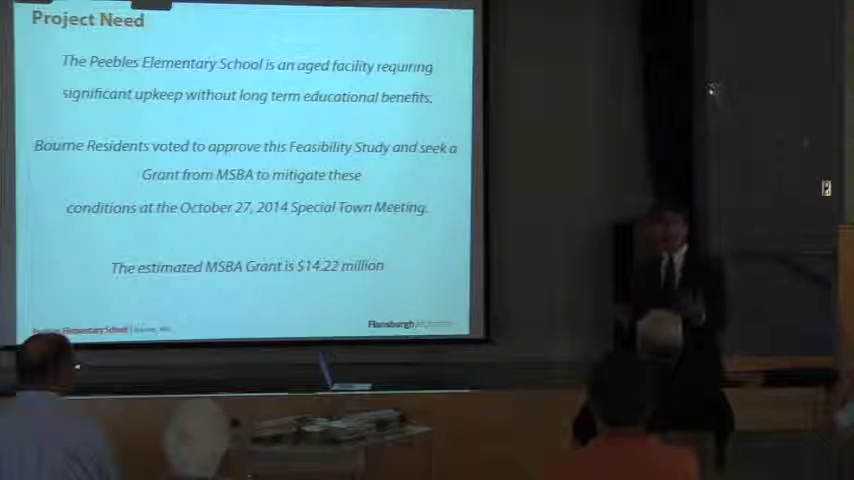 Project Need
The Peebles Elementary School is an aged facility requiring
significant upkeep without long term educational benefits.
Bourne Residents voted to approve this Feasibility Study and seek a
Grant from MSBA to mitigate these
conditions at the October 27, 2014 Special Town Meeting.
The estimated MSBA Grant is $14.22 million
Peebles Elementary School
Flansburgh